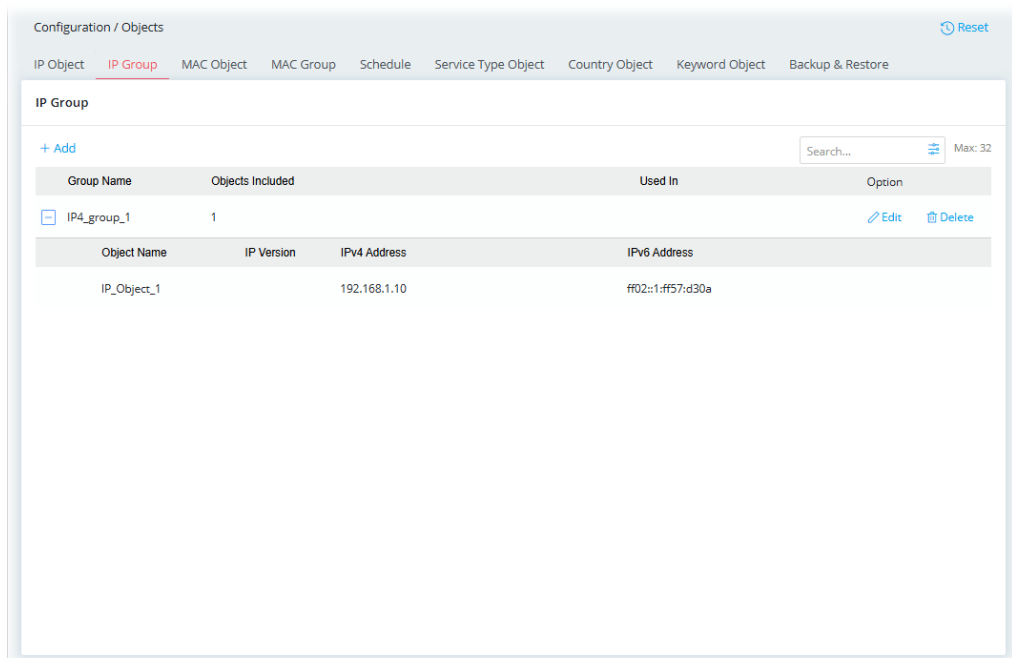 Configuration / Objects Reset
IP Object IP Group MAC Object MAC Group Schedule Service Type Object Country Object Keyword Object Backup & Restore
IP Group
+ Add Search... Max: 32
Group Name Objects Included Used In Option
IP4_group_1 1 Edit Delete
Object Name IP Version IPv4 Address IPv6 Address
IP_Object_1 192.168.1.10 ff02::1:ff57:d30a